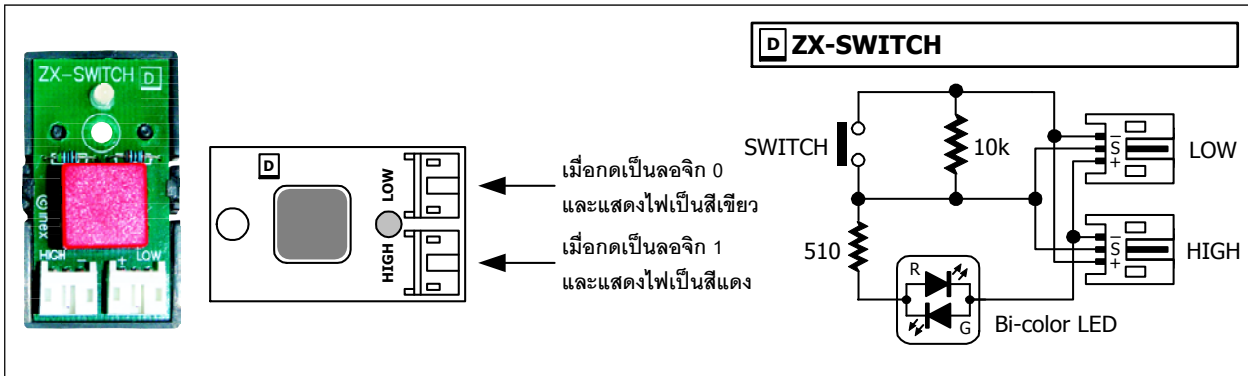 ZX-SWITCH D
inex
HIGH - + LOW
D
LOW
HIGH
เมื่อกดเป็นลอจิก 0
และแสดงไฟเป็นสีเขียว
เมื่อกดเป็นลอจิก 1
และแสดงไฟเป็นสีแดง
D ZX-SWITCH
SWITCH
10k
510
R
G
Bi-color LED
–
S
+
LOW
–
S
+
HIGH